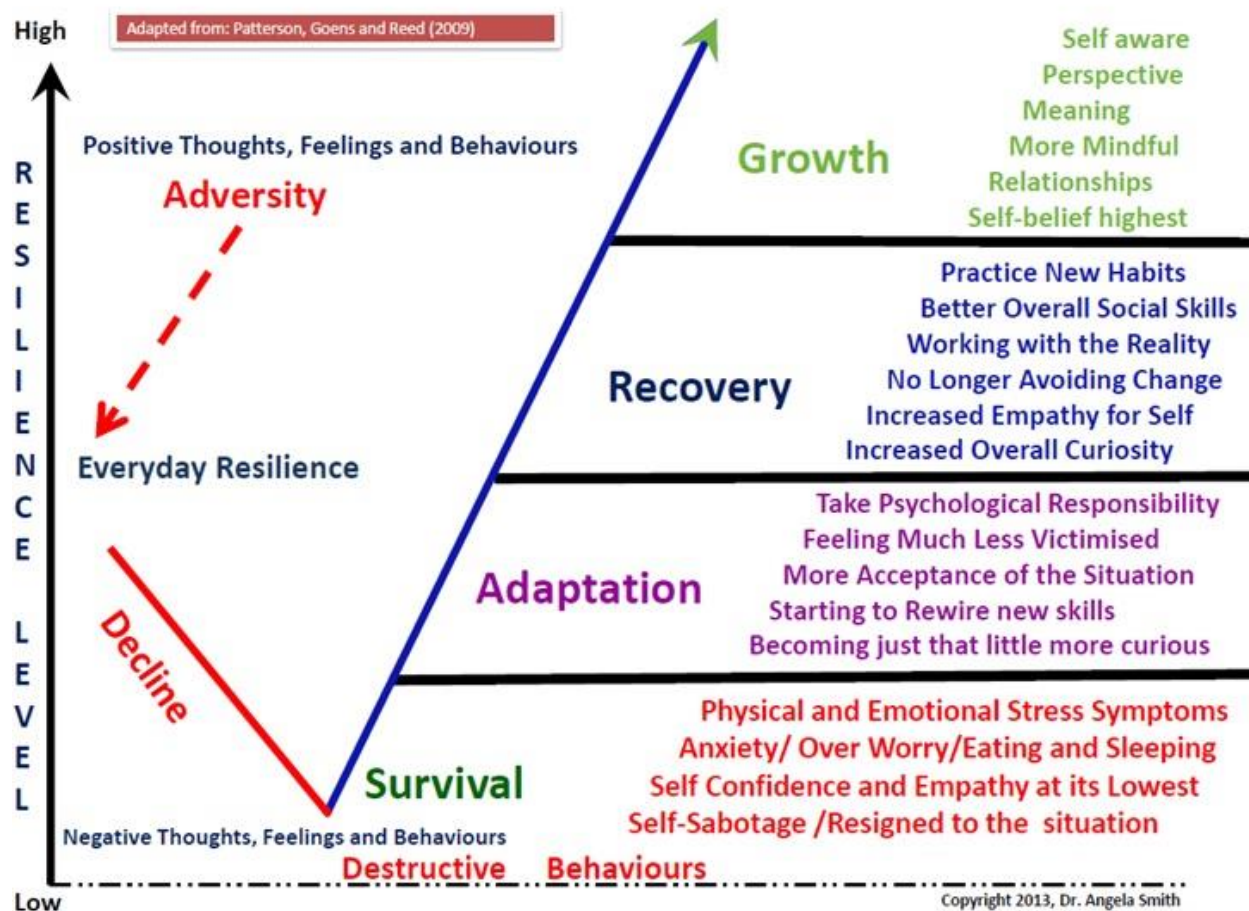 High
Adapted from: Patterson, Goens and Reed (2009)
RESILIENCE LEVEL
Positive Thoughts, Feelings and Behaviours
Adversity
Everyday Resilience
Decline
Negative Thoughts, Feelings and Behaviours
Growth
Self aware
Perspective
Meaning
More Mindful
Relationships
Self-belief highest
Recovery
Practice New Habits
Better Overall Social Skills
Working with the Reality
No Longer Avoiding Change
Increased Empathy for Self
Increased Overall Curiosity
Adaptation
Take Psychological Responsibility
Feeling Much Less Victimised
More Acceptance of the Situation
Starting to Rewire new skills
Becoming just that little more curious
Survival
Physical and Emotional Stress Symptoms
Anxiety/ Over Worry/Eating and Sleeping
Self Confidence and Empathy at its Lowest
Self-Sabotage /Resigned to the situation
Destructive Behaviours
Low
Copyright 2013, Dr. Angela Smith